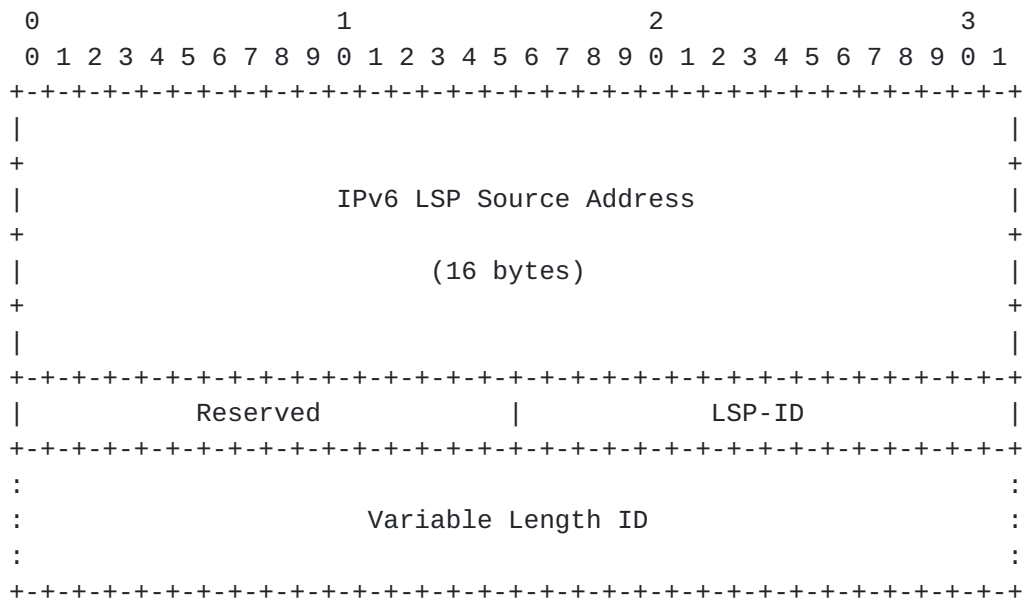 0                   1                   2                   3
 0 1 2 3 4 5 6 7 8 9 0 1 2 3 4 5 6 7 8 9 0 1 2 3 4 5 6 7 8 9 0 1
+-+-+-+-+-+-+-+-+-+-+-+-+-+-+-+-+-+-+-+-+-+-+-+-+-+-+-+-+-+-+-+-+
|                                                               |
+                                                               +
|                    IPv6 LSP Source Address                    |
+                                                               +
|                          (16 bytes)                           |
+                                                               +
|                                                               |
+-+-+-+-+-+-+-+-+-+-+-+-+-+-+-+-+-+-+-+-+-+-+-+-+-+-+-+-+-+-+-+-+
|           Reserved            |            LSP-ID             |
+-+-+-+-+-+-+-+-+-+-+-+-+-+-+-+-+-+-+-+-+-+-+-+-+-+-+-+-+-+-+-+-+
:                                                               :
:                      Variable Length ID                       :
:                                                               :
+-+-+-+-+-+-+-+-+-+-+-+-+-+-+-+-+-+-+-+-+-+-+-+-+-+-+-+-+-+-+-+-+